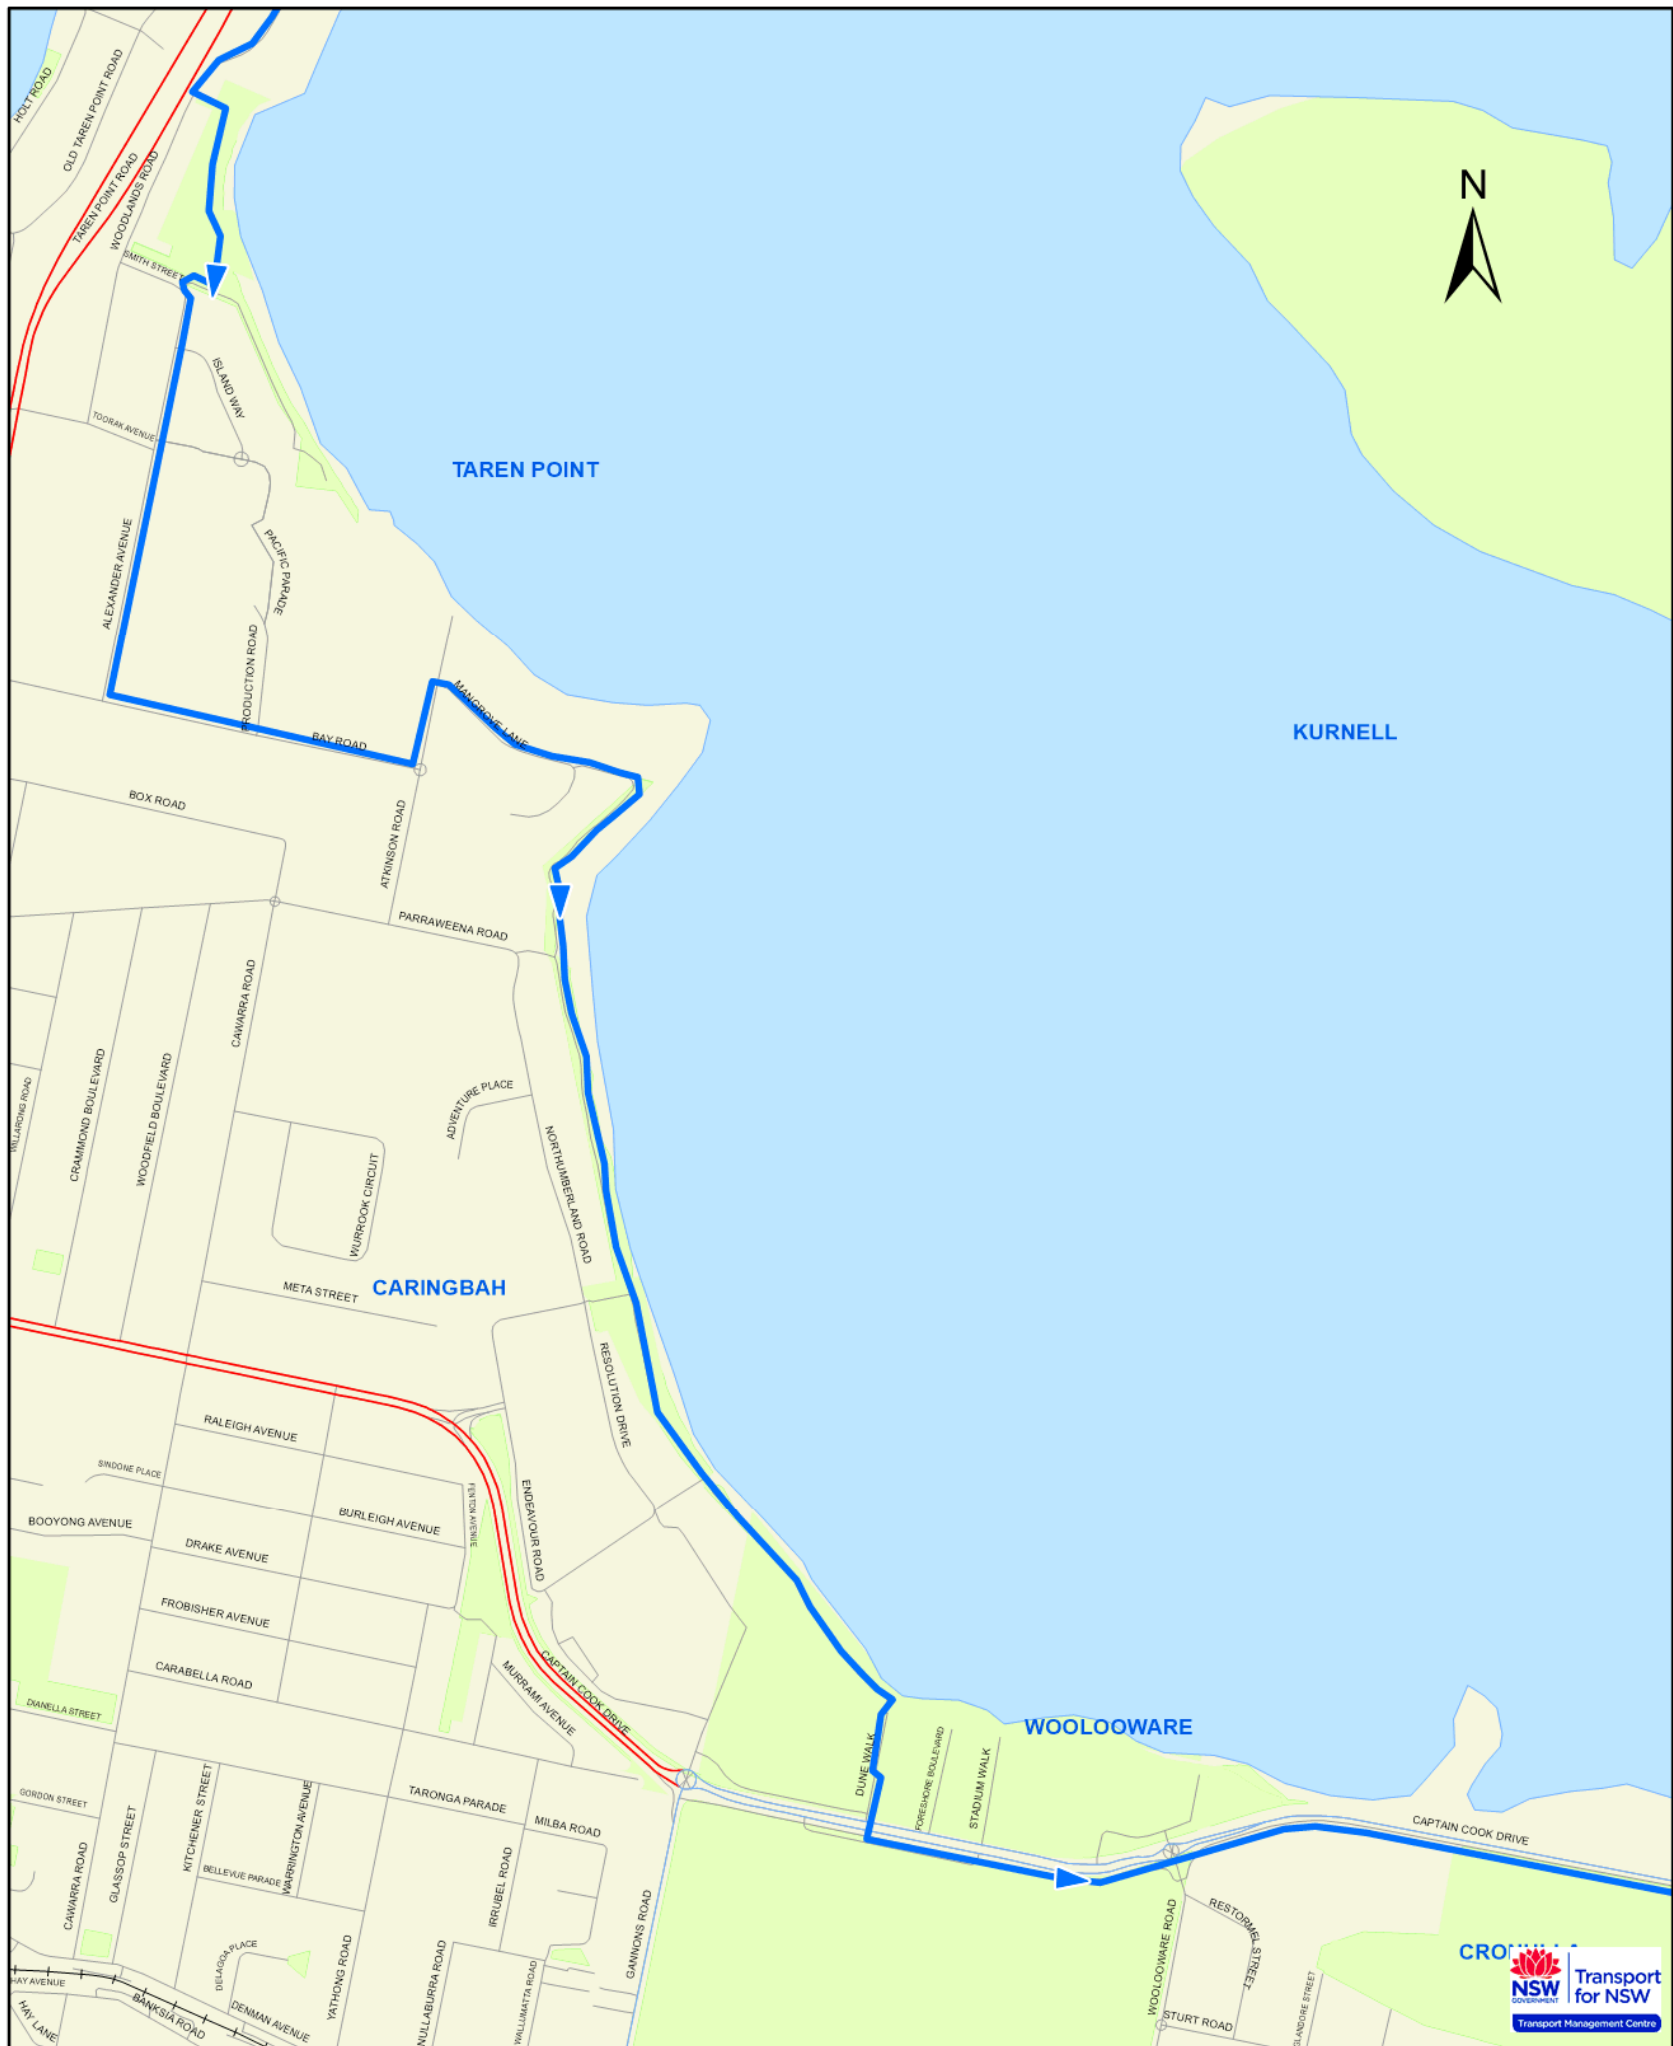 HOLT ROAD
OLD TAREN POINT ROAD
TAREN POINT ROAD
WOODLANDS ROAD
N
SMITH STREET
ISLAND WAY
TOORAK AVENUE
TAREN POINT
ALEXANDER AVENUE
PACIFIC PARADE
PRODUCTION ROAD
MANGROVE LANE
BAY ROAD
KURNELL
BOX ROAD
ATKINSON ROAD
PARRAWEENA ROAD
CAWARRA ROAD
WILLARONG ROAD
CRAMMOND BOULEVARD
WOODFIELD BOULEVARD
ADVENTURE PLACE
NORTHUMBERLAND ROAD
WURROOK CIRCUIT
META STREET
CARINGBAH
RESOLUTION DRIVE
RALEIGH AVENUE
SINDONE PLACE
FENTON AVENUE
ENDEAVOUR ROAD
BOOYONG AVENUE
BURLEIGH AVENUE
DRAKE AVENUE
FROBISHER AVENUE
CARABELLA ROAD
MURRAMI AVENUE
CAPTAIN COOK DRIVE
DIANELLA STREET
WOOLOOWARE
DUNE WALK
FORESHORE BOULEVARD
STADIUM WALK
GORDON STREET
GLASSOP STREET
KITCHENER STREET
WARRINGTON AVENUE
TARONGA PARADE
MILBA ROAD
CAPTAIN COOK DRIVE
BELLEVUE PARADE
CAWARRA ROAD
IRRUBEL ROAD
GANNONS ROAD
WOOLOOWARE ROAD
RESTORMEL STREET
DELAGOA PLACE
YATHONG ROAD
NULLABURRA ROAD
WALLUMATTA ROAD
GLANDORE STREET
CRONULLA
HAY AVENUE
HAY LANE
BANKSIA ROAD
DENMAN AVENUE
STURT ROAD
NSW
GOVERNMENT
Transport
for NSW
Transport Management Centre